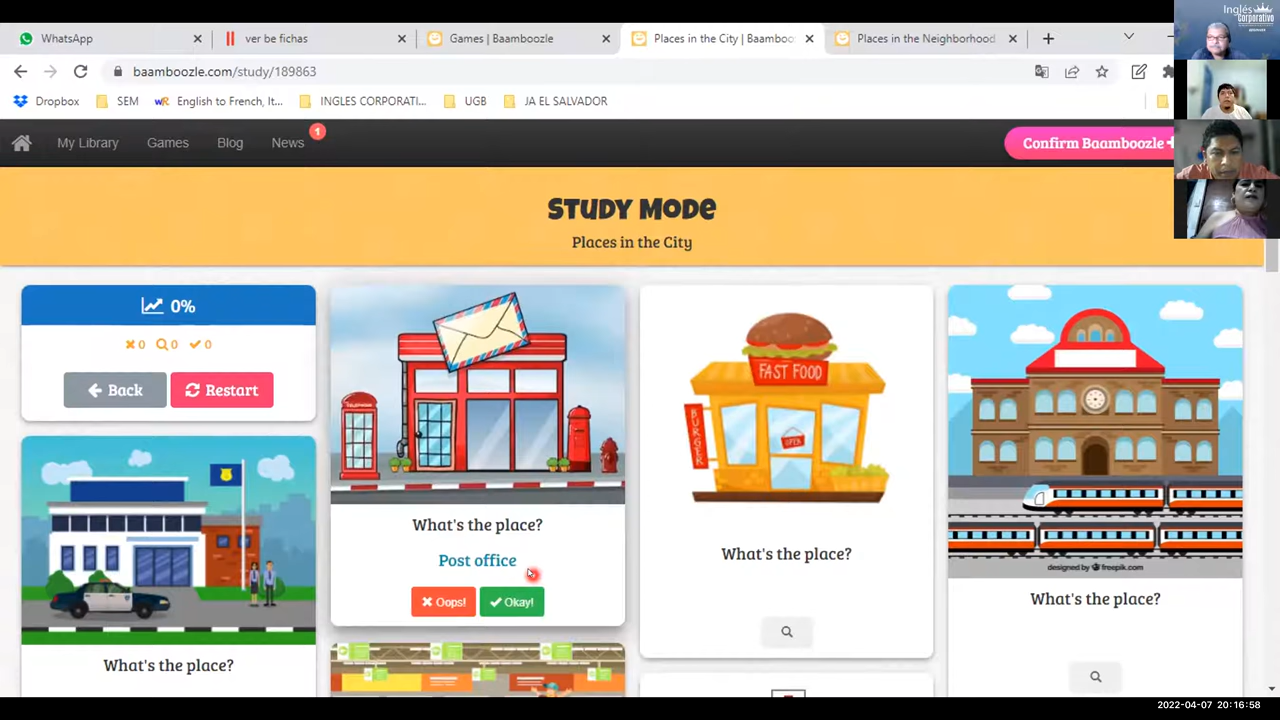 WhatsApp
ver be fichas
Games | Baamboozle
Places in the City | Baambooz
Places in the Neighborhood
baamboozle.com/study/189863
Dropbox
SEM
wR English to French, It...
INGLES CORPORATI...
UGB
JA EL SALVADOR
Inglés
Corporativo
My Library
Games
Blog
News
1
Confirm Baamboozle+
STUDY MODE
Places in the City
0%
0 0 0
Back
Restart
TELEPHONE
What's the place?
Post office
Oops!
Okay!
FAST FOOD
BURGER
OPEN
What's the place?
designed by freepik.com
What's the place?
What's the place?
2022-04-07 20:16:58